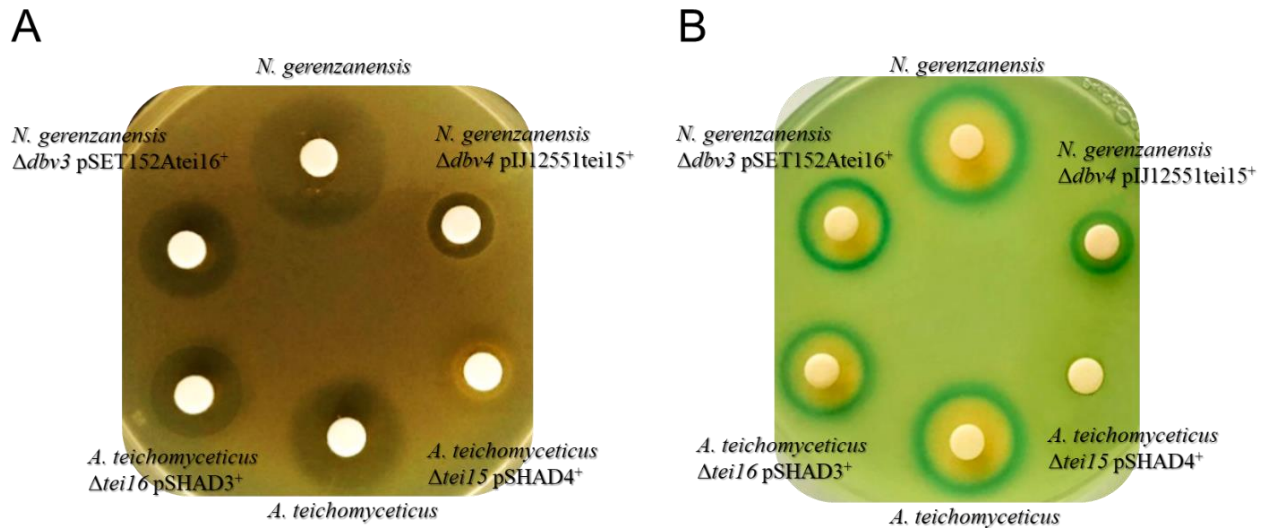 A
N. gerenzanensis
N. gerenzanensis
Δdbv3 pSET152Atei16⁺
N. gerenzanensis
Δdbv4 pIJ12551tei15⁺
A. teichomyceticus
Δtei16 pSHAD3⁺
A. teichomyceticus
Δtei15 pSHAD4⁺
A. teichomyceticus
B
N. gerenzanensis
N. gerenzanensis
Δdbv3 pSET152Atei16⁺
N. gerenzanensis
Δdbv4 pIJ12551tei15⁺
A. teichomyceticus
Δtei16 pSHAD3⁺
A. teichomyceticus
Δtei15 pSHAD4⁺
A. teichomyceticus